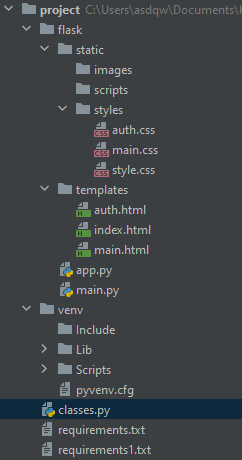 project C:\Users\asdqw\Documents\
flask
static
images
scripts
styles
auth.css
main.css
style.css
templates
auth.html
index.html
main.html
app.py
main.py
venv
Include
Lib
Scripts
pyvenv.cfg
classes.py
requirements.txt
requirements1.txt